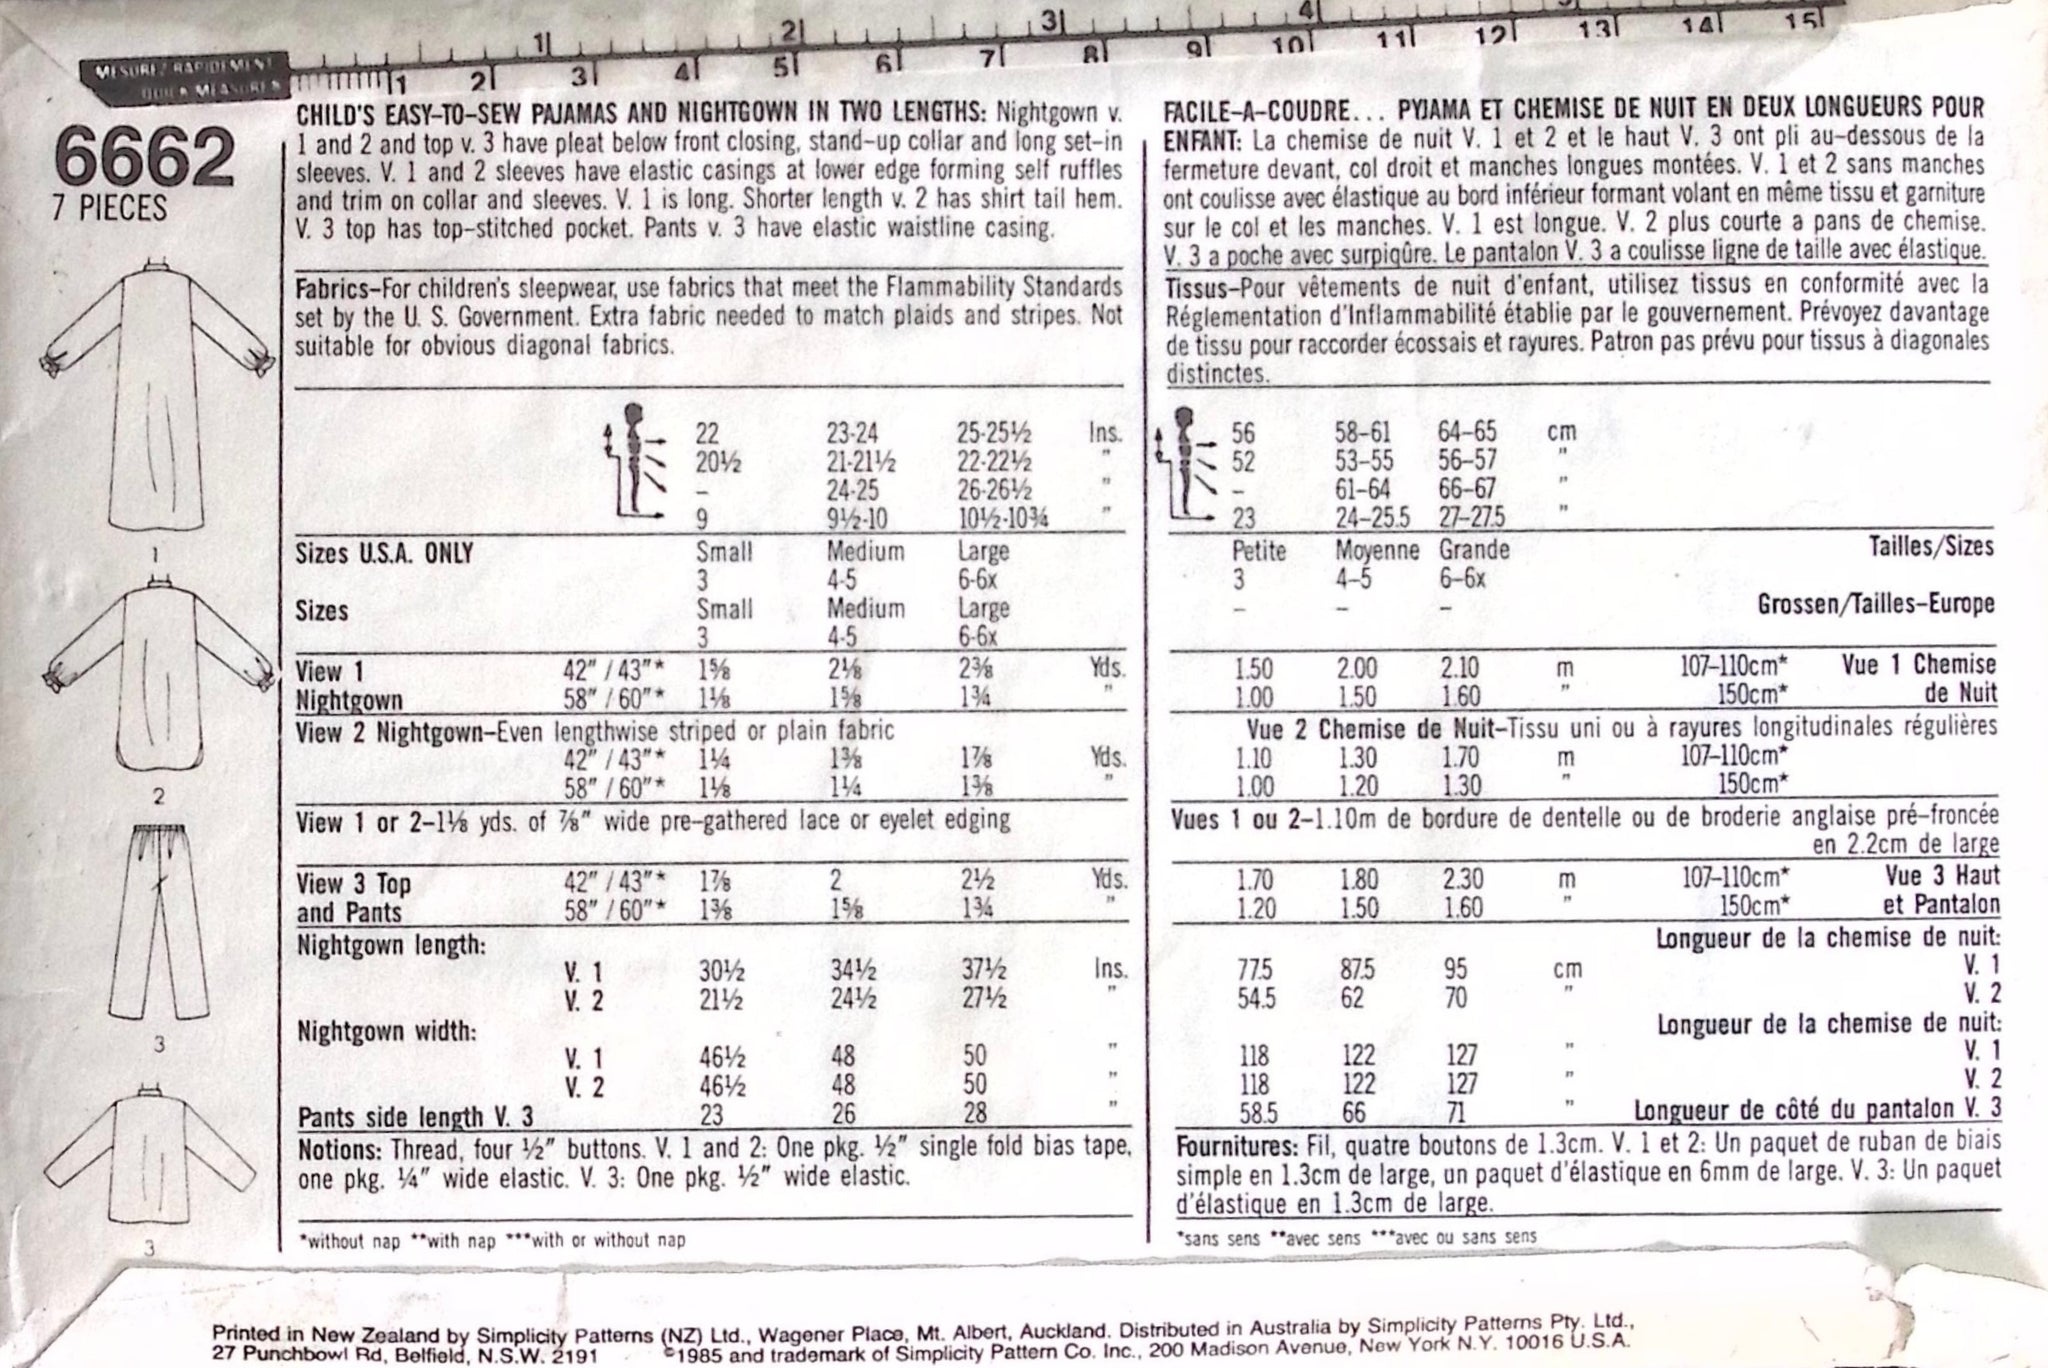 MESUREZ RAPIDEMENT
QUICK MEASURES
1 2 3 4
1 2 3 4 5 6 7 8 9 10 11 12 13 14 15
6662
7 PIECES
1
2
3
3
CHILD'S EASY-TO-SEW PAJAMAS AND NIGHTGOWN IN TWO LENGTHS: Nightgown v.
1 and 2 and top v. 3 have pleat below front closing, stand-up collar and long set-in
sleeves. V. 1 and 2 sleeves have elastic casings at lower edge forming self ruffles
and trim on collar and sleeves. V. 1 is long. Shorter length v. 2 has shirt tail hem.
V. 3 top has top-stitched pocket. Pants v. 3 have elastic waistline casing.
Fabrics-For children's sleepwear, use fabrics that meet the Flammability Standards
set by the U. S. Government. Extra fabric needed to match plaids and stripes. Not
suitable for obvious diagonal fabrics.
22 23-24 25-25½ Ins.
20½ 21-21½ 22-22½ "
- 24-25 26-26½ "
9 9½-10 10½-10¾ "
Sizes U.S.A. ONLY Small Medium Large
3 4-5 6-6x
Sizes Small Medium Large
3 4-5 6-6x
View 1 42" / 43"* 1⅝ 2⅛ 2⅜ Yds.
Nightgown 58" / 60"* 1⅛ 1⅝ 1¾ "
View 2 Nightgown-Even lengthwise striped or plain fabric
42" / 43"* 1¼ 1⅜ 1⅞ Yds.
58" / 60"* 1⅛ 1¼ 1⅜ "
View 1 or 2-1⅛ yds. of ⅞" wide pre-gathered lace or eyelet edging
View 3 Top 42" / 43"* 1⅞ 2 2½ Yds.
and Pants 58" / 60"* 1⅜ 1⅝ 1¾ "
Nightgown length:
V. 1 30½ 34½ 37½ Ins.
V. 2 21½ 24½ 27½ "
Nightgown width:
V. 1 46½ 48 50 "
V. 2 46½ 48 50 "
Pants side length V. 3 23 26 28 "
Notions: Thread, four ½" buttons. V. 1 and 2: One pkg. ½" single fold bias tape,
one pkg. ¼" wide elastic. V. 3: One pkg. ½" wide elastic.
*without nap **with nap ***with or without nap
FACILE-A-COUDRE... PYJAMA ET CHEMISE DE NUIT EN DEUX LONGUEURS POUR
ENFANT: La chemise de nuit V. 1 et 2 et le haut V. 3 ont pli au-dessous de la
fermeture devant, col droit et manches longues montées. V. 1 et 2 sans manches
ont coulisse avec élastique au bord inférieur formant volant en même tissu et garniture
sur le col et les manches. V. 1 est longue. V. 2 plus courte a pans de chemise.
V. 3 a poche avec surpiqûre. Le pantalon V. 3 a coulisse ligne de taille avec élastique.
Tissus-Pour vêtements de nuit d'enfant, utilisez tissus en conformité avec la
Réglementation d'Inflammabilité établie par le gouvernement. Prévoyez davantage
de tissu pour raccorder écossais et rayures. Patron pas prévu pour tissus à diagonales
distinctes.
56 58-61 64-65 cm
52 53-55 56-57 "
- 61-64 66-67 "
23 24-25.5 27-27.5 "
Petite Moyenne Grande Tailles/Sizes
3 4-5 6-6x
- - - Grossen/Tailles-Europe
1.50 2.00 2.10 m 107-110cm* Vue 1 Chemise
1.00 1.50 1.60 " 150cm* de Nuit
Vue 2 Chemise de Nuit-Tissu uni ou à rayures longitudinales régulières
1.10 1.30 1.70 m 107-110cm*
1.00 1.20 1.30 " 150cm*
Vues 1 ou 2-1.10m de bordure de dentelle ou de broderie anglaise pré-froncée
en 2.2cm de large
1.70 1.80 2.30 m 107-110cm* Vue 3 Haut
1.20 1.50 1.60 " 150cm* et Pantalon
Longueur de la chemise de nuit:
77.5 87.5 95 cm V. 1
54.5 62 70 " V. 2
Longueur de la chemise de nuit:
118 122 127 " V. 1
118 122 127 " V. 2
58.5 66 71 " Longueur de côté du pantalon V. 3
Fournitures: Fil, quatre boutons de 1.3cm. V. 1 et 2: Un paquet de ruban de biais
simple en 1.3cm de large, un paquet d'élastique en 6mm de large. V. 3: Un paquet
d'élastique en 1.3cm de large.
*sans sens **avec sens ***avec ou sans sens
Printed in New Zealand by Simplicity Patterns (NZ) Ltd., Wagener Place, Mt. Albert, Auckland. Distributed in Australia by Simplicity Patterns Pty. Ltd.,
27 Punchbowl Rd, Belfield, N.S.W. 2191 ©1985 and trademark of Simplicity Pattern Co. Inc., 200 Madison Avenue, New York N.Y. 10016 U.S.A.